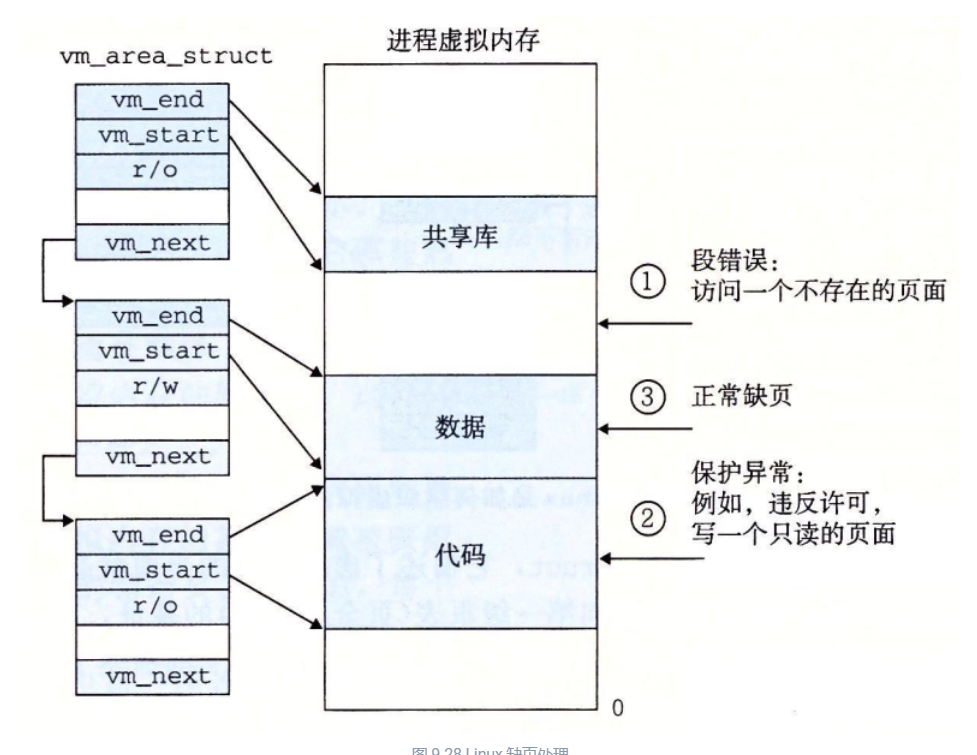 进程虚拟内存
vm_area_struct
vm_end
vm_start
r/o
vm_next
vm_end
vm_start
r/w
vm_next
vm_end
vm_start
r/o
vm_next
共享库
数据
代码
0
① 段错误：
访问一个不存在的页面
③ 正常缺页
保护异常：
② 例如，违反许可，
写一个只读的页面
图 9.28 Linux 缺页处理